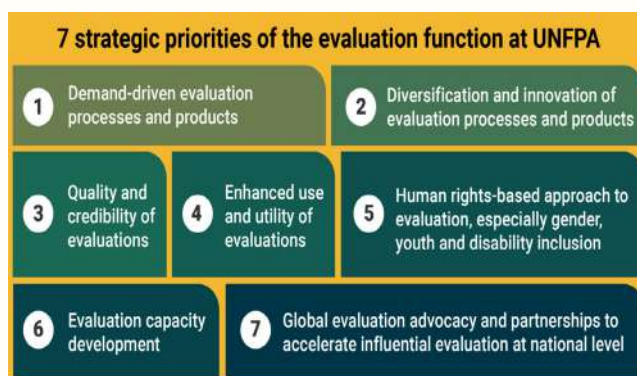 7 strategic priorities of the evaluation function at UNFPA
1
Demand-driven evaluation
processes and products
2
Diversification and innovation of
evaluation processes and products
3
Quality and
credibility of
evaluations
4
Enhanced use
and utility of
evaluations
5
Human rights-based approach to
evaluation, especially gender,
youth and disability inclusion
6
Evaluation capacity
development
7
Global evaluation advocacy and partnerships to
accelerate influential evaluation at national level